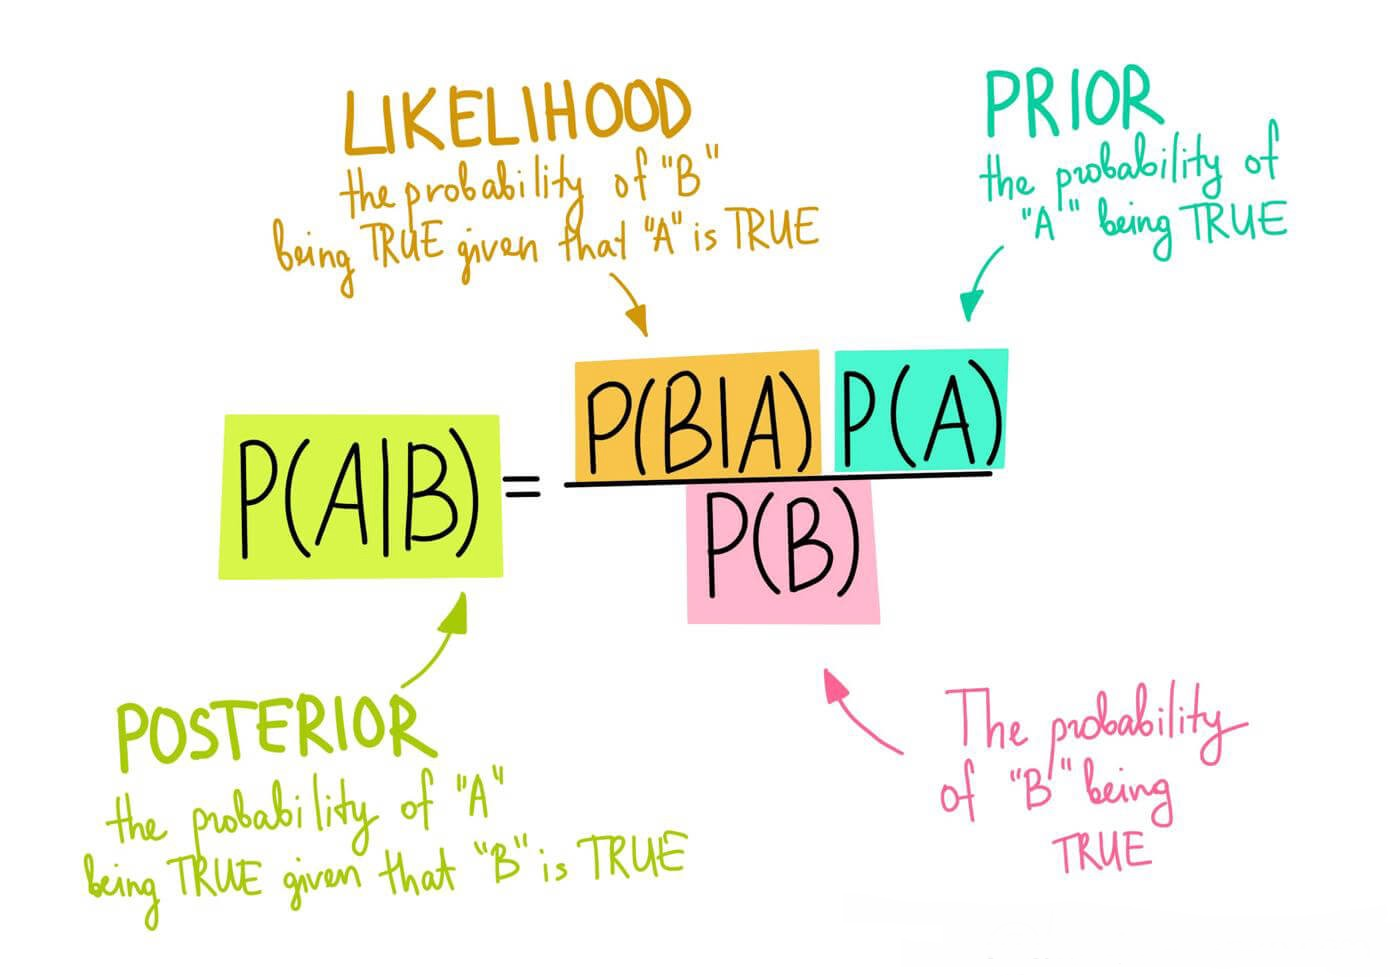 LIKELIHOOD
the probability of "B"
being TRUE given that "A" is TRUE
PRIOR
the probability of
"A" being TRUE
P(A|B) = P(B|A) P(A)
P(B)
POSTERIOR
the probability of "A"
being TRUE given that "B" is TRUE
The probability
of "B" being
TRUE